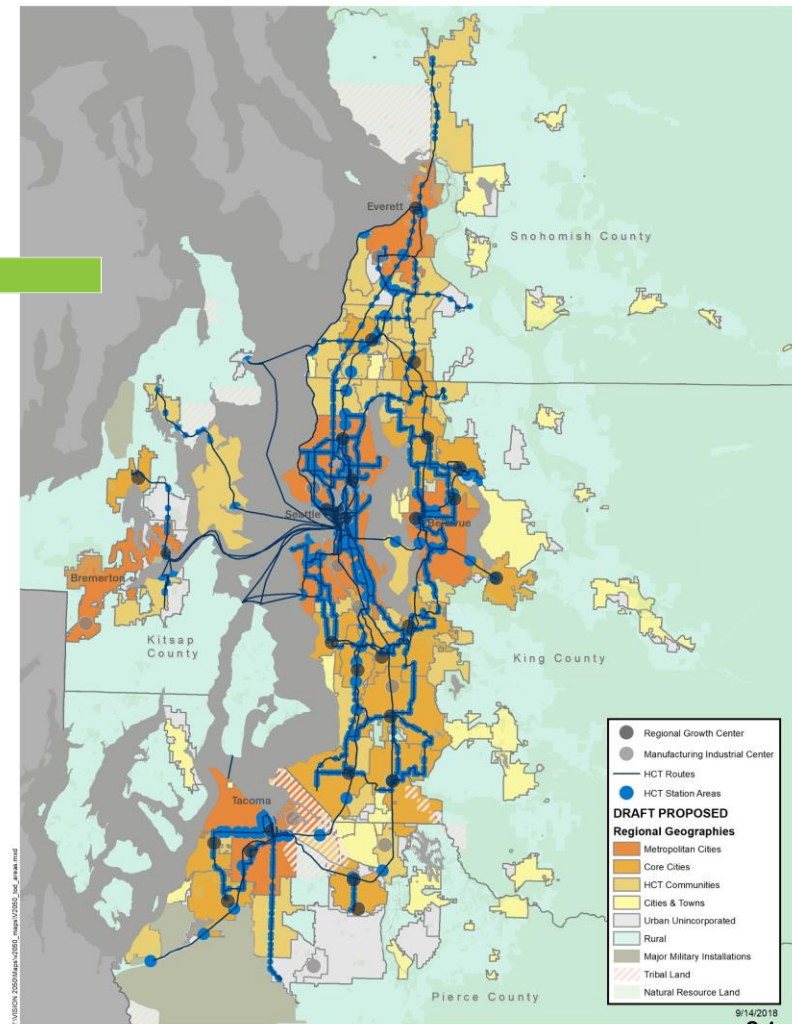 Everett
Snohomish County
Seattle
Bellevue
Bremerton
Kitsap
County
King County
Tacoma
Pierce County
Regional Growth Center
Manufacturing Industrial Center
HCT Routes
HCT Station Areas
DRAFT PROPOSED
Regional Geographies
Metropolitan Cities
Core Cities
HCT Communities
Cities & Towns
Urban Unincorporated
Rural
Major Military Installations
Tribal Land
Natural Resource Land
9/14/2018